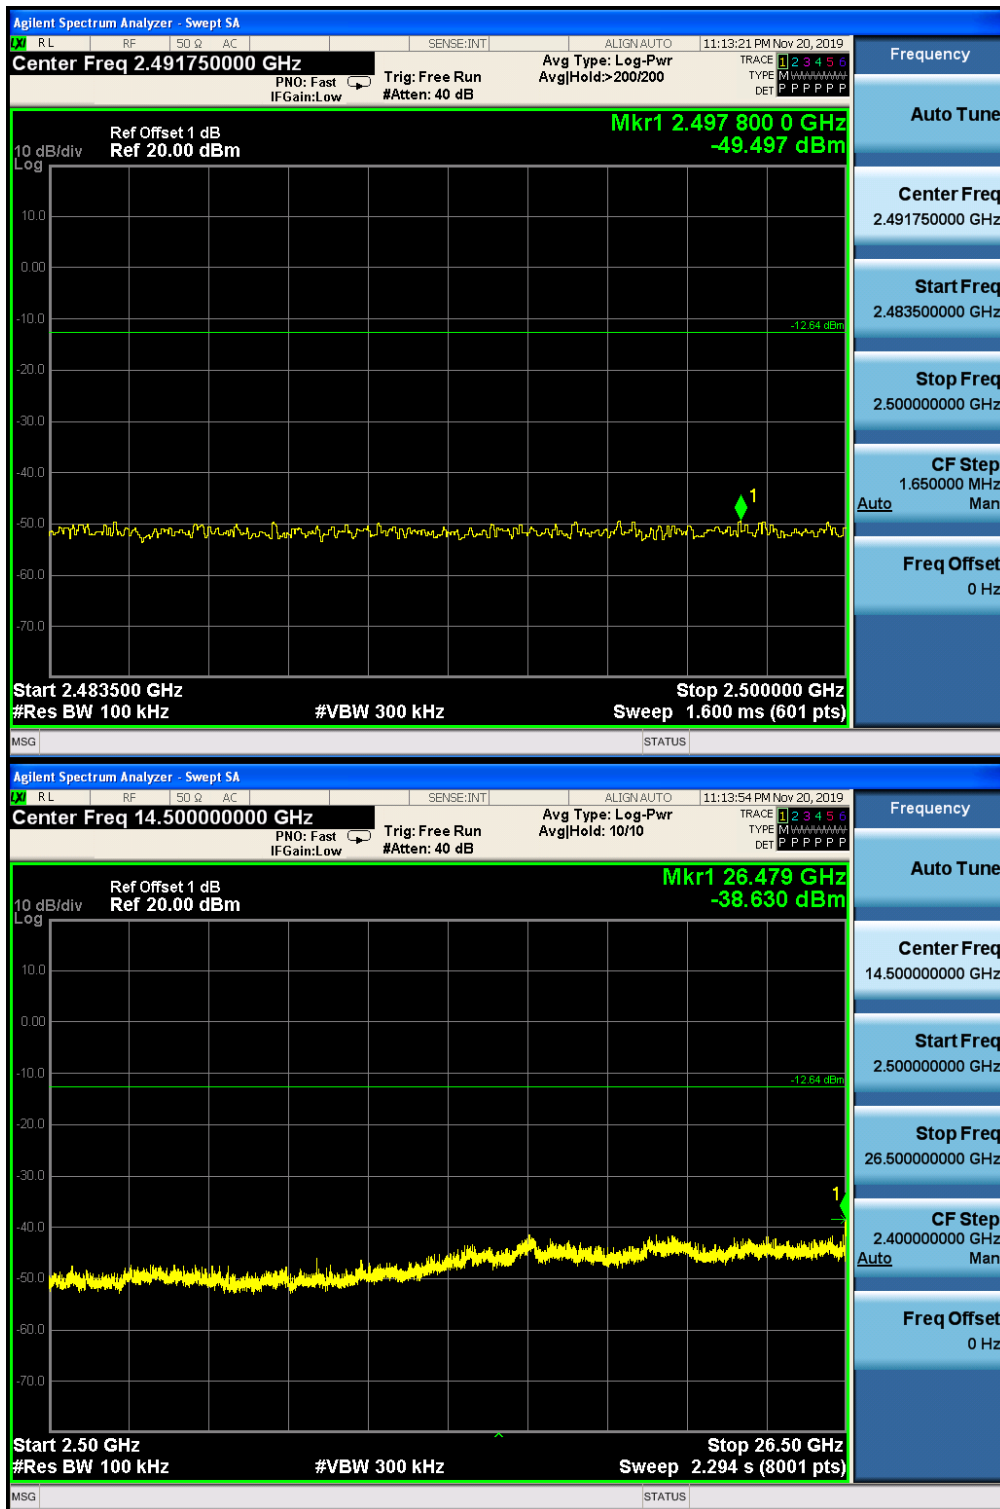 Agilent Spectrum Analyzer - Swept SA
LXI RL RF 50 Ω AC SENSE:INT ALIGNAUTO 11:13:21 PM Nov 20, 2019
Center Freq 2.491750000 GHz
PNO: Fast
IFGain:Low
Trig: Free Run
#Atten: 40 dB
Avg Type: Log-Pwr
Avg|Hold:>200/200
TRACE 1 2 3 4 5 6
TYPE M
DET P P P P P P
Frequency
Auto Tune
Center Freq
2.491750000 GHz
Start Freq
2.483500000 GHz
Stop Freq
2.500000000 GHz
CF Step
1.650000 MHz
Auto Man
Freq Offset
0 Hz
Mkr1 2.497 800 0 GHz
-49.497 dBm
Ref Offset 1 dB
10 dB/div Ref 20.00 dBm
Log
10.0
0.00
-10.0
-12.64 dBm
-20.0
-30.0
-40.0
1
-50.0
-60.0
-70.0
Start 2.483500 GHz Stop 2.500000 GHz
#Res BW 100 kHz #VBW 300 kHz Sweep 1.600 ms (601 pts)
MSG STATUS
Agilent Spectrum Analyzer - Swept SA
LXI RL RF 50 Ω AC SENSE:INT ALIGNAUTO 11:13:54 PM Nov 20, 2019
Center Freq 14.500000000 GHz
PNO: Fast
IFGain:Low
Trig: Free Run
#Atten: 40 dB
Avg Type: Log-Pwr
Avg|Hold: 10/10
TRACE 1 2 3 4 5 6
TYPE M
DET P P P P P P
Frequency
Auto Tune
Center Freq
14.500000000 GHz
Start Freq
2.500000000 GHz
Stop Freq
26.500000000 GHz
CF Step
2.400000000 GHz
Auto Man
Freq Offset
0 Hz
Mkr1 26.479 GHz
-38.630 dBm
Ref Offset 1 dB
10 dB/div Ref 20.00 dBm
Log
10.0
0.00
-10.0
-12.64 dBm
-20.0
-30.0
1
-40.0
-50.0
-60.0
-70.0
Start 2.50 GHz Stop 26.50 GHz
#Res BW 100 kHz #VBW 300 kHz Sweep 2.294 s (8001 pts)
MSG STATUS